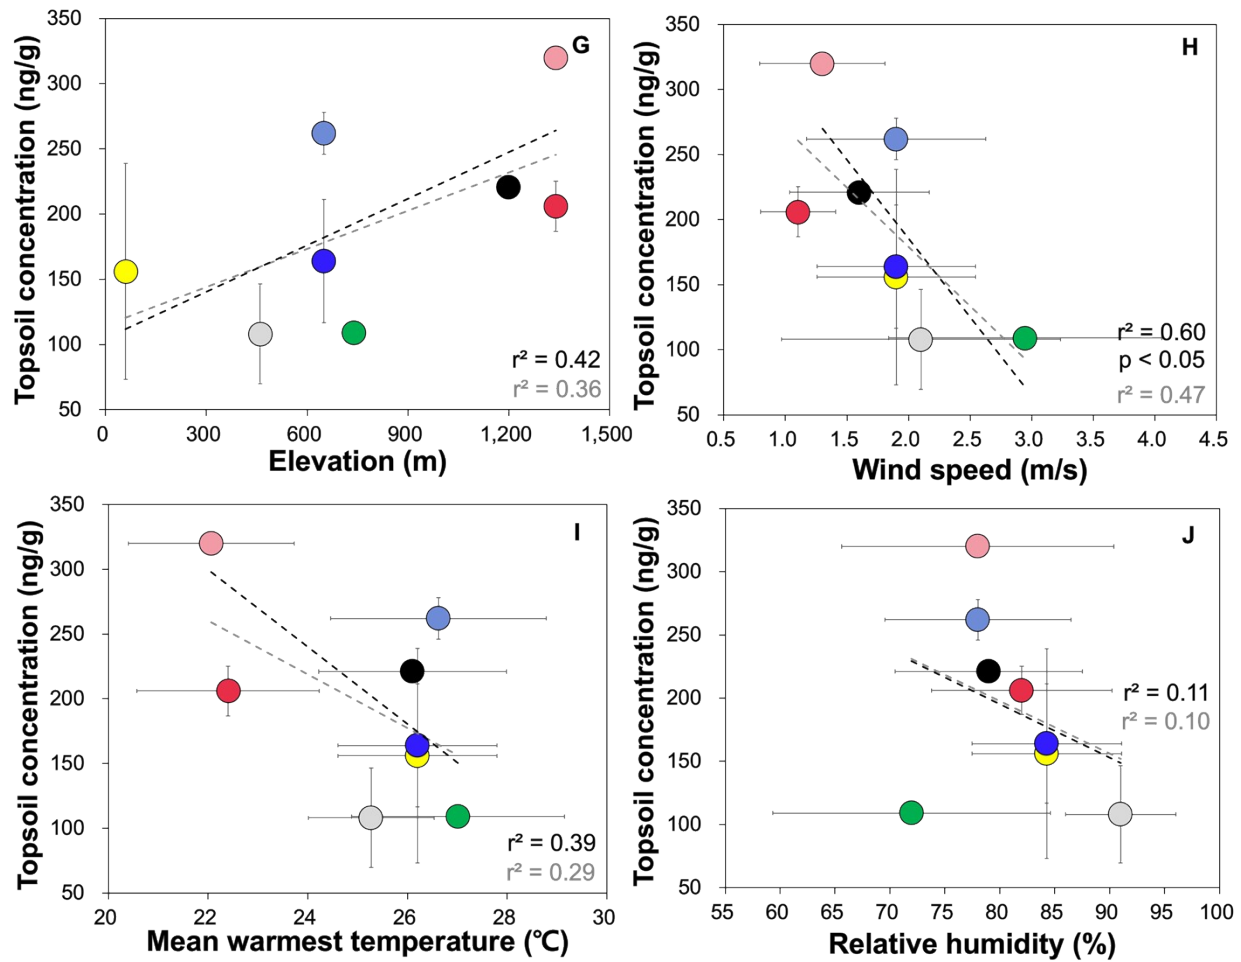 Topsoil concentration (ng/g)
350
300
250
200
150
100
50
G
r² = 0.42
r² = 0.36
0
300
600
900
1,200
1,500
Elevation (m)
Topsoil concentration (ng/g)
350
300
250
200
150
100
50
H
r² = 0.60
p < 0.05
r² = 0.47
0.5
1.0
1.5
2.0
2.5
3.0
3.5
4.0
4.5
Wind speed (m/s)
Topsoil concentration (ng/g)
350
300
250
200
150
100
50
I
r² = 0.39
r² = 0.29
20
22
24
26
28
30
Mean warmest temperature (℃)
Topsoil concentration (ng/g)
350
300
250
200
150
100
50
J
r² = 0.11
r² = 0.10
55
60
65
70
75
80
85
90
95
100
Relative humidity (%)